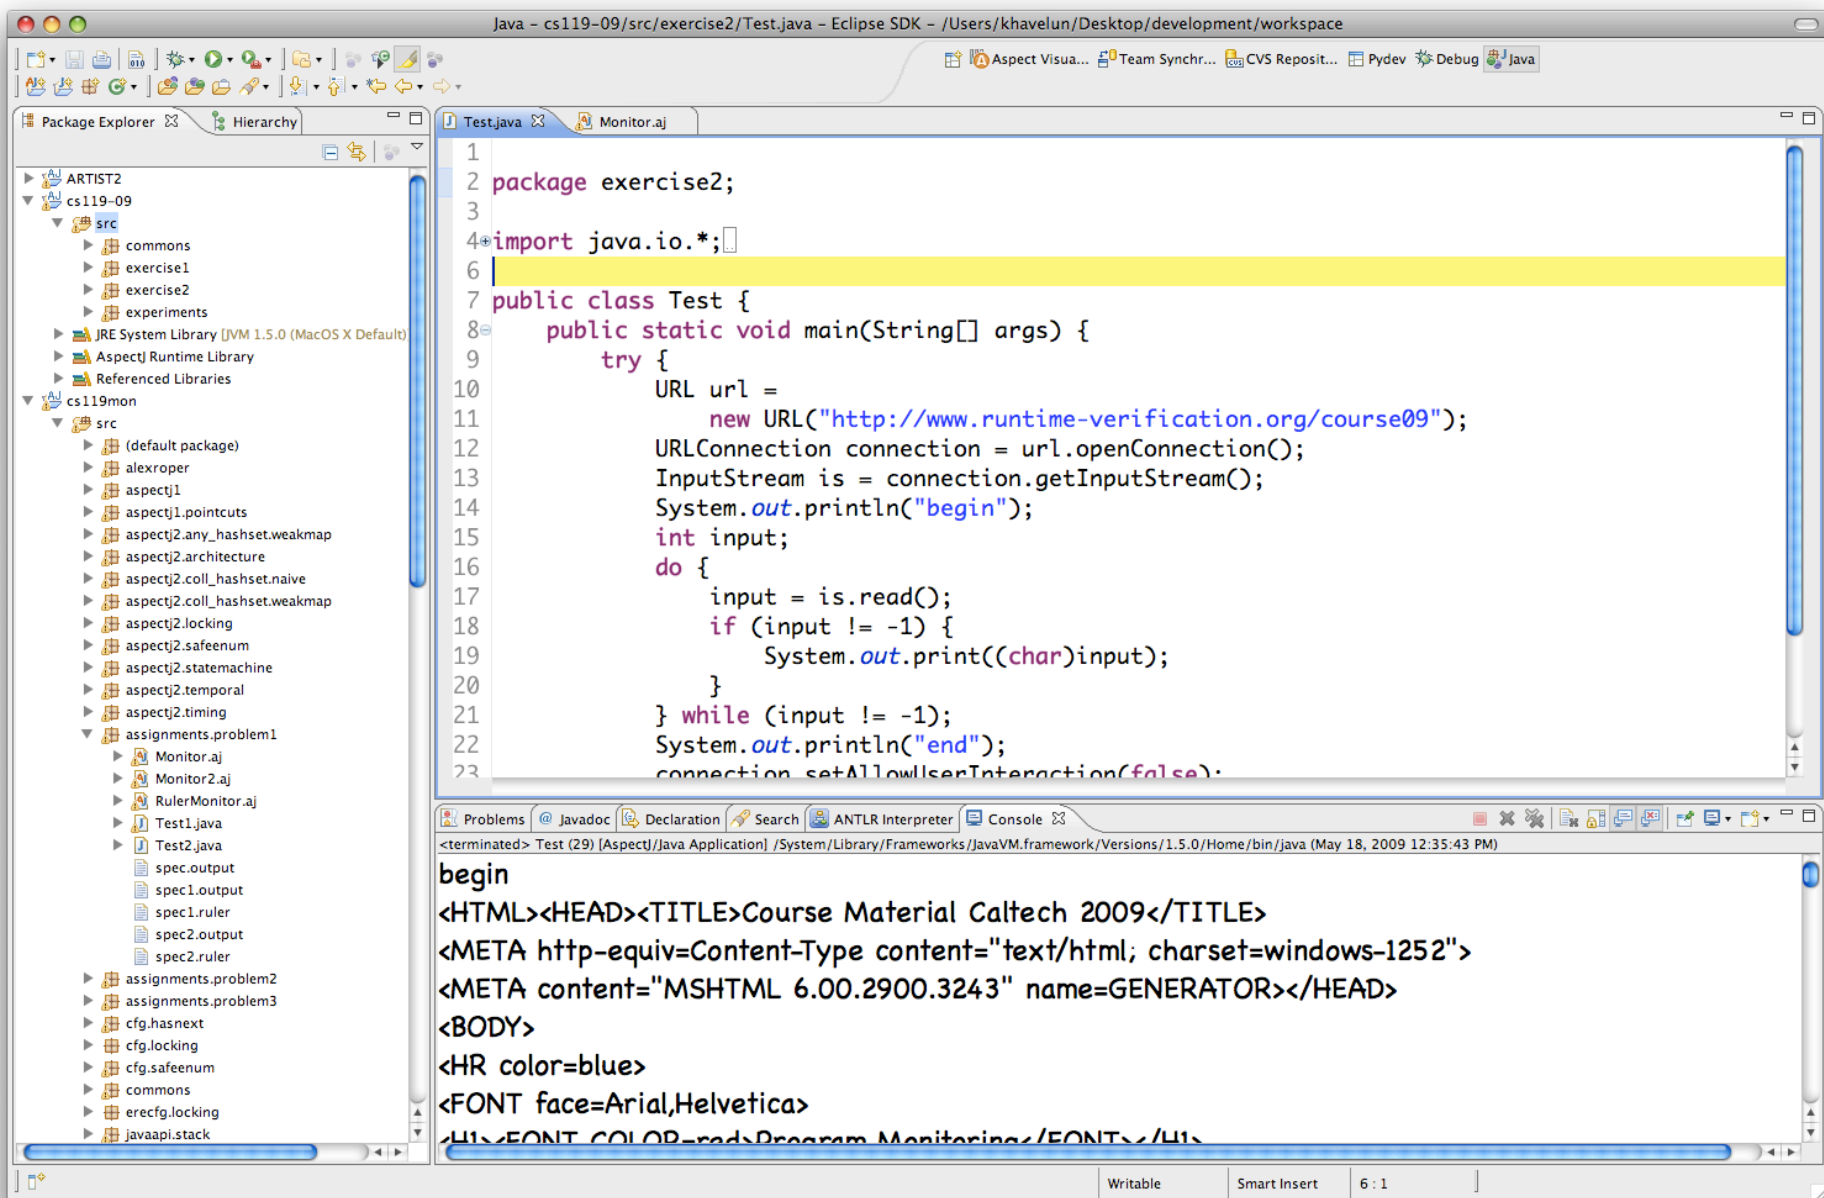 Java – cs119-09/src/exercise2/Test.java – Eclipse SDK – /Users/khavelun/Desktop/development/workspace
Aspect Visua... Team Synchr... CVS Reposit... Pydev Debug Java
Package Explorer Hierarchy
ARTIST2
cs119-09
src
commons
exercise1
exercise2
experiments
JRE System Library [JVM 1.5.0 (MacOS X Default)
AspectJ Runtime Library
Referenced Libraries
cs119mon
src
(default package)
alexroper
aspectj1
aspectj1.pointcuts
aspectj2.any_hashset.weakmap
aspectj2.architecture
aspectj2.coll_hashset.naive
aspectj2.coll_hashset.weakmap
aspectj2.locking
aspectj2.safeenum
aspectj2.statemachine
aspectj2.temporal
aspectj2.timing
assignments.problem1
Monitor.aj
Monitor2.aj
RulerMonitor.aj
Test1.java
Test2.java
spec.output
spec1.output
spec1.ruler
spec2.output
spec2.ruler
assignments.problem2
assignments.problem3
cfg.hasnext
cfg.locking
cfg.safeenum
commons
erecfg.locking
javaapi.stack
Test.java Monitor.aj
1
2 package exercise2;
3
4 import java.io.*;
6
7 public class Test {
8 public static void main(String[] args) {
9 try {
10 URL url =
11 new URL("http://www.runtime-verification.org/course09");
12 URLConnection connection = url.openConnection();
13 InputStream is = connection.getInputStream();
14 System.out.println("begin");
15 int input;
16 do {
17 input = is.read();
18 if (input != -1) {
19 System.out.print((char)input);
20 }
21 } while (input != -1);
22 System.out.println("end");
23 connection.setAllowUserInteraction(false);
Problems @ Javadoc Declaration Search ANTLR Interpreter Console
<terminated> Test (29) [AspectJ/Java Application] /System/Library/Frameworks/JavaVM.framework/Versions/1.5.0/Home/bin/java (May 18, 2009 12:35:43 PM)
begin
<HTML><HEAD><TITLE>Course Material Caltech 2009</TITLE>
<META http-equiv=Content-Type content="text/html; charset=windows-1252">
<META content="MSHTML 6.00.2900.3243" name=GENERATOR></HEAD>
<BODY>
<HR color=blue>
<FONT face=Arial,Helvetica>
<H1><FONT COLOR=red>Program Monitoring</FONT></H1>
Writable Smart Insert 6 : 1